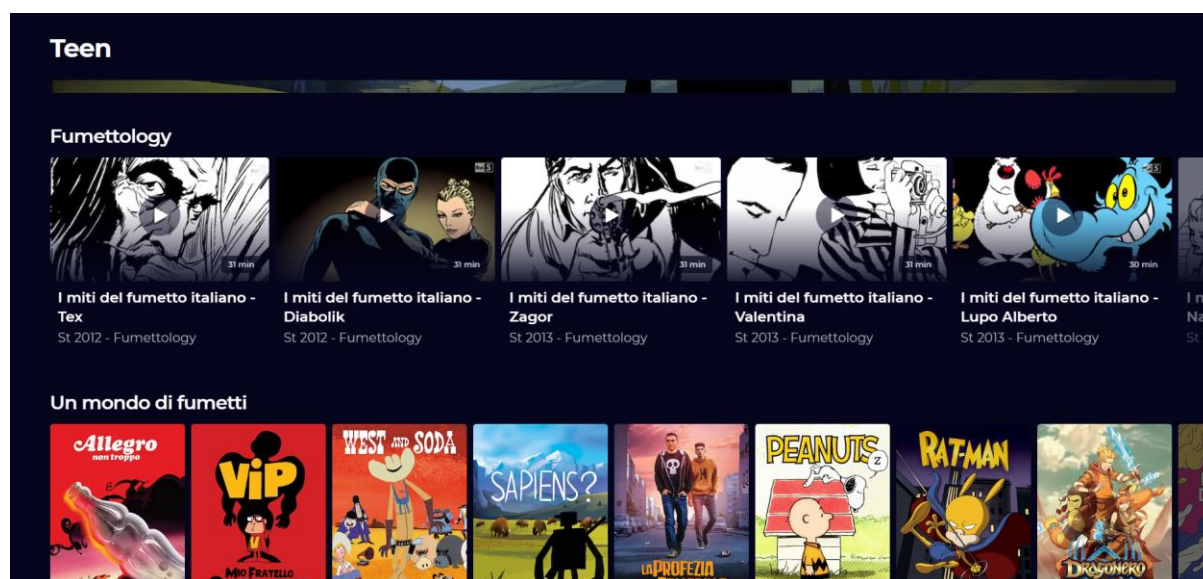 Teen
Fumettology
Rai 5
31 min
31 min
31 min
31 min
30 min
I miti del fumetto italiano -
Tex
St 2012 - Fumettology
I miti del fumetto italiano -
Diabolik
St 2012 - Fumettology
I miti del fumetto italiano -
Zagor
St 2013 - Fumettology
I miti del fumetto italiano -
Valentina
St 2013 - Fumettology
I miti del fumetto italiano -
Lupo Alberto
St 2013 - Fumettology
St
Un mondo di fumetti
Allegro
non troppo
ViP
MIO FRATELLO
WEST AND SODA
SAPIENS?
LA PROFEZIA
PEANUTS
Z
RAT-MAN
DRAGONERO